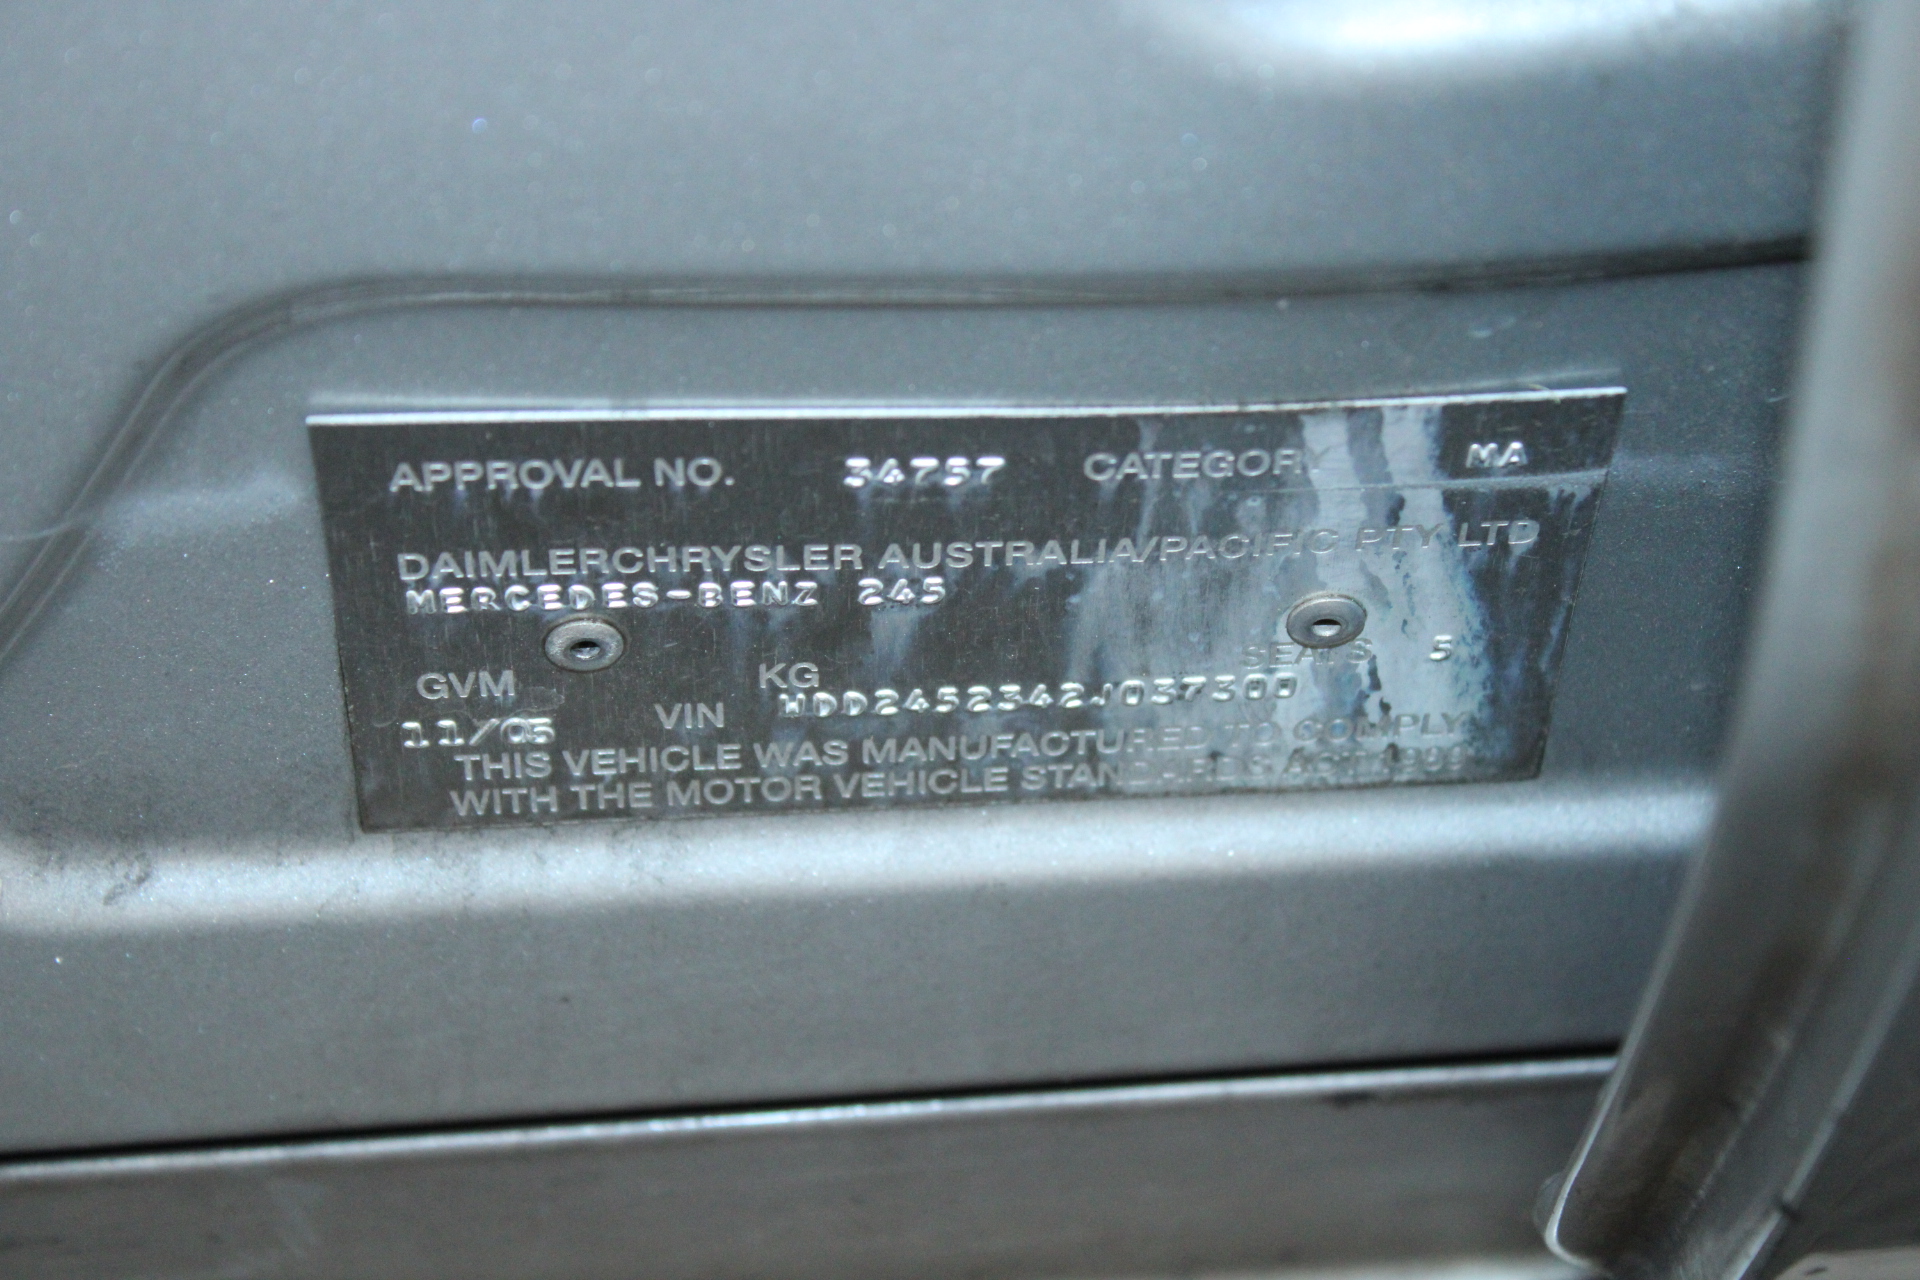 APPROVAL NO. 34757 CATEGORY MA
DAIMLERCHRYSLER AUSTRALIA/PACIFIC PTY LTD
MERCEDES-BENZ 245
GVM KG SEATS 5
11/05 VIN WDD2452342J037300
THIS VEHICLE WAS MANUFACTURED TO COMPLY
WITH THE MOTOR VEHICLE STANDARDS ACT 1989